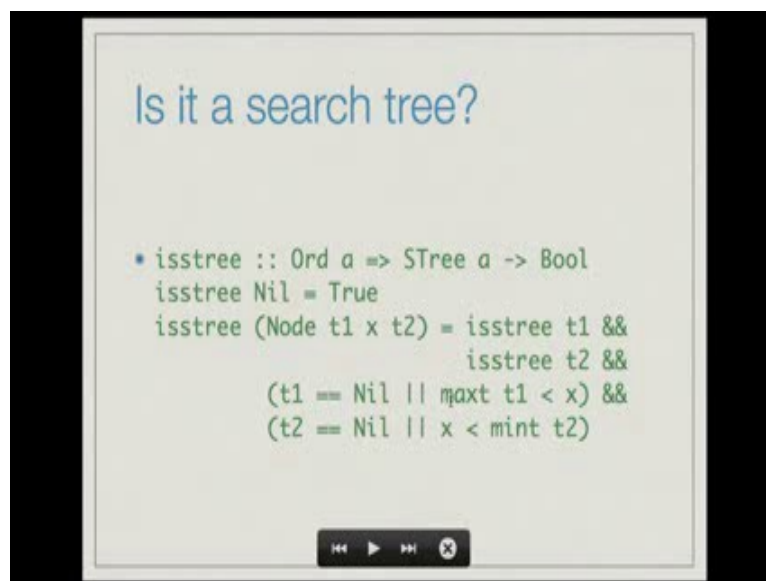 Is it a search tree?
• isstree :: Ord a => STree a -> Bool
isstree Nil = True
isstree (Node t1 x t2) = isstree t1 &&
isstree t2 &&
(t1 == Nil || maxt t1 < x) &&
(t2 == Nil || x < mint t2)